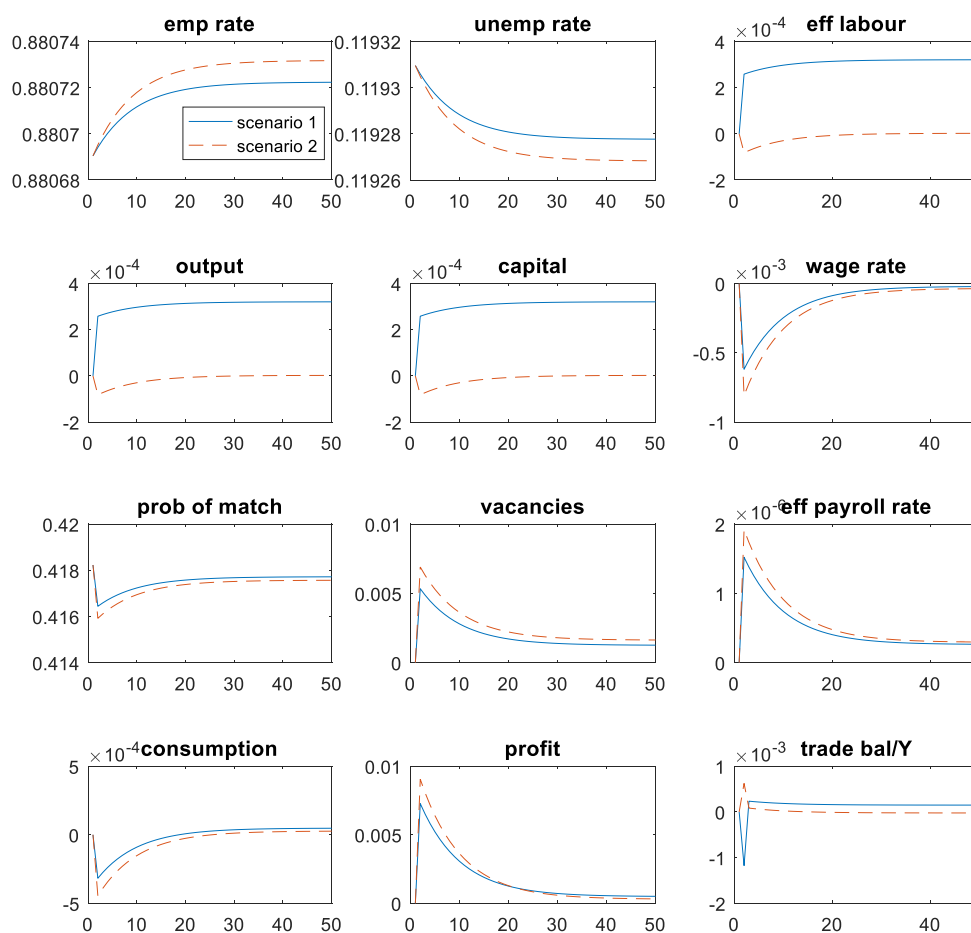 emp rate
0.88074
0.88072
0.8807
0.88068
0 10 20 30 40 50
scenario 1
scenario 2
unemp rate
0.11932
0.1193
0.11928
0.11926
0 10 20 30 40 50
eff labour
×10-4
4
2
0
-2
0 20 40
output
×10-4
4
2
0
-2
0 10 20 30 40 50
capital
×10-4
4
2
0
-2
0 10 20 30 40 50
wage rate
×10-3
0
-0.5
-1
0 20 40
prob of match
0.42
0.418
0.416
0.414
0 10 20 30 40 50
vacancies
0.01
0.005
0
0 10 20 30 40 50
eff payroll rate
×10-6
2
1
0
0 20 40
consumption
×10-4
5
0
-5
0 10 20 30 40 50
profit
0.01
0.005
0
0 10 20 30 40 50
trade bal/Y
×10-3
1
0
-1
-2
0 20 40